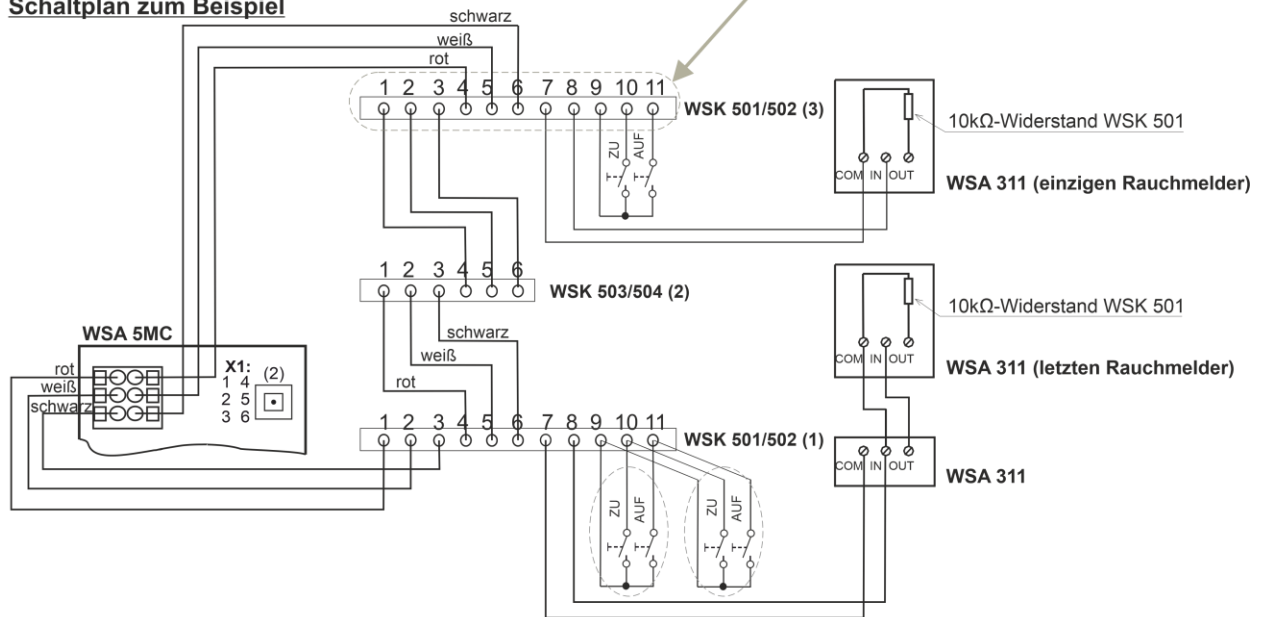 Schaltplan zum Beispiel
schwarz
weiß
rot
1 2 3 4 5 6 7 8 9 10 11
WSK 501/502 (3)
ZU
AUF
10kΩ-Widerstand WSK 501
COM IN OUT
WSA 311 (einzigen Rauchmelder)
1 2 3 4 5 6
WSK 503/504 (2)
10kΩ-Widerstand WSK 501
COM IN OUT
WSA 311 (letzten Rauchmelder)
schwarz
weiß
rot
WSA 5MC
rot
weiß
schwarz
X1:
1 4
2 5
3 6
(2)
1 2 3 4 5 6 7 8 9 10 11
WSK 501/502 (1)
COM IN OUT
WSA 311
ZU
AUF
ZU
AUF